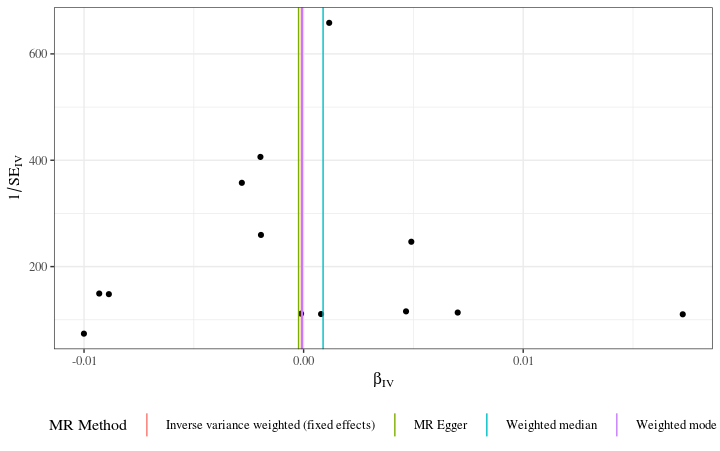 600
400
200
1/SE_IV
-0.01
0.00
0.01
β_IV
MR Method
Inverse variance weighted (fixed effects)
MR Egger
Weighted median
Weighted mode